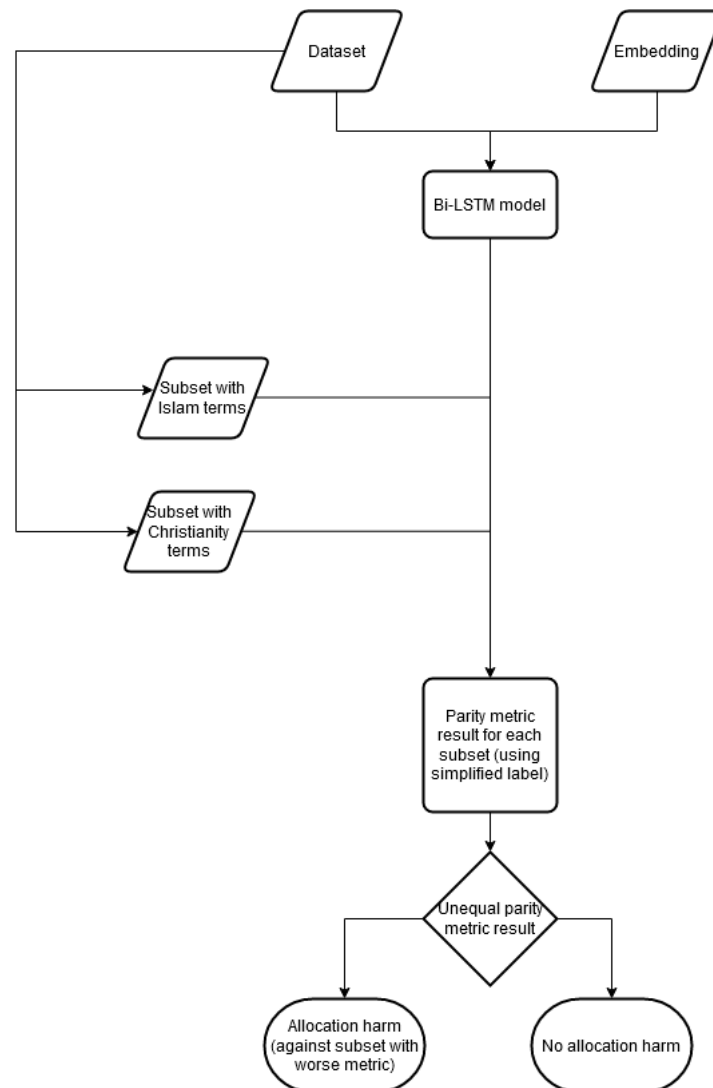 Dataset
Embedding
Bi-LSTM model
Subset with
Islam terms
Subset with
Christianity
terms
Parity metric
result for each
subset (using
simplified label)
Unequal parity
metric result
Allocation harm
(against subset with
worse metric)
No allocation harm